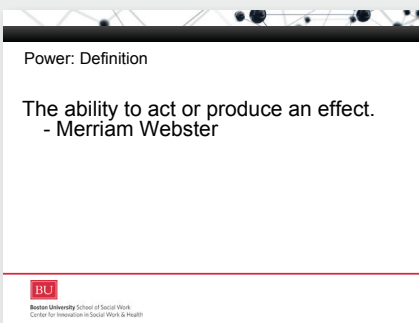 Power: Definition
The ability to act or produce an effect.
- Merriam Webster
BU
Boston University School of Social Work
Center for Innovation in Social Work & Health